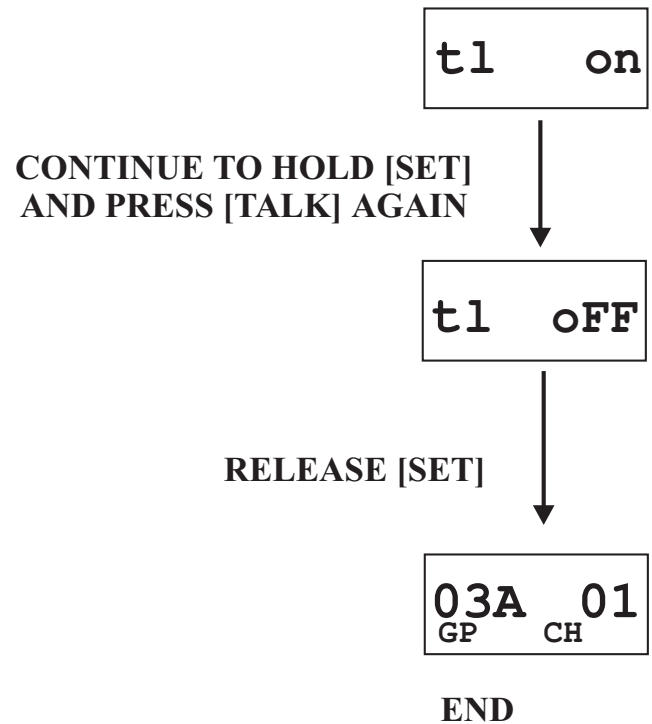 tl on
CONTINUE TO HOLD [SET]
AND PRESS [TALK] AGAIN
tl oFF
RELEASE [SET]
03A 01
GP CH
END